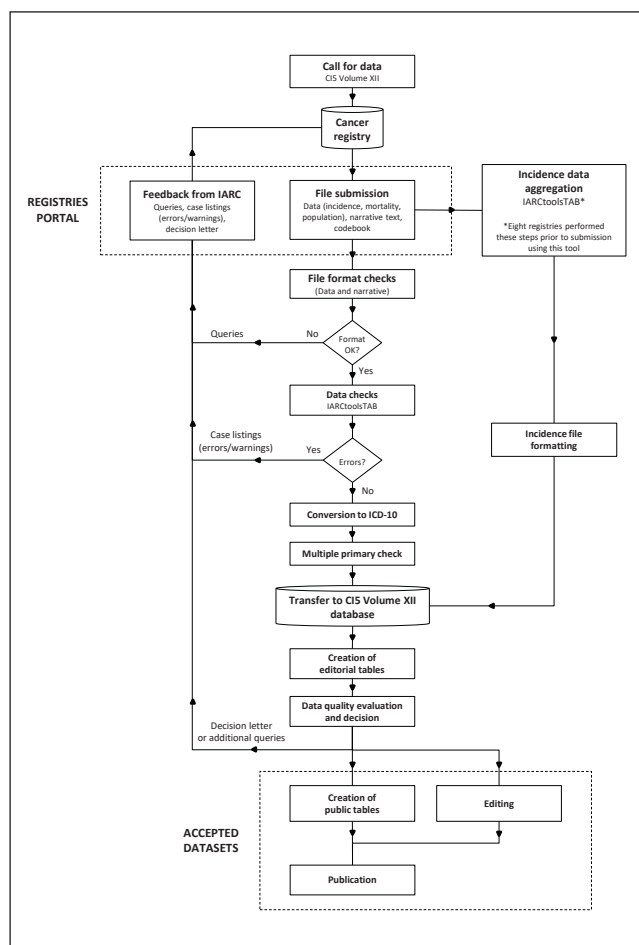 Call for data
CI5 Volume XII
Cancer
registry
REGISTRIES
PORTAL
Feedback from IARC
Queries, case listings
(errors/warnings),
decision letter
File submission
Data (incidence, mortality,
population), narrative text,
codebook
Incidence data
aggregation
IARCtoolsTAB*
*Eight registries performed
these steps prior to submission
using this tool
File format checks
(Data and narrative)
Queries
No
Format
OK?
Yes
Data checks
IARCtoolsTAB
Case listings
(errors/warnings)
Yes
Errors?
No
Incidence file
formatting
Conversion to ICD-10
Multiple primary check
Transfer to CI5 Volume XII
database
Creation of
editorial tables
Data quality evaluation
and decision
Decision letter
or additional queries
Creation of
public tables
Editing
ACCEPTED
DATASETS
Publication